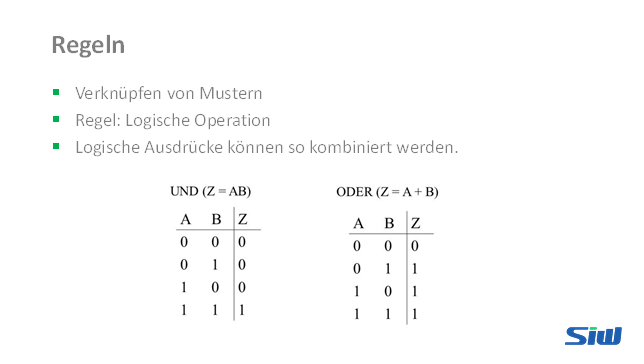 Regeln
Verknüpfen von Mustern
Regel: Logische Operation
Logische Ausdrücke können so kombiniert werden.
UND (Z = AB)
A B Z
0 0 0
0 1 0
1 0 0
1 1 1
ODER (Z = A + B)
A B Z
0 0 0
0 1 1
1 0 1
1 1 1
SiW